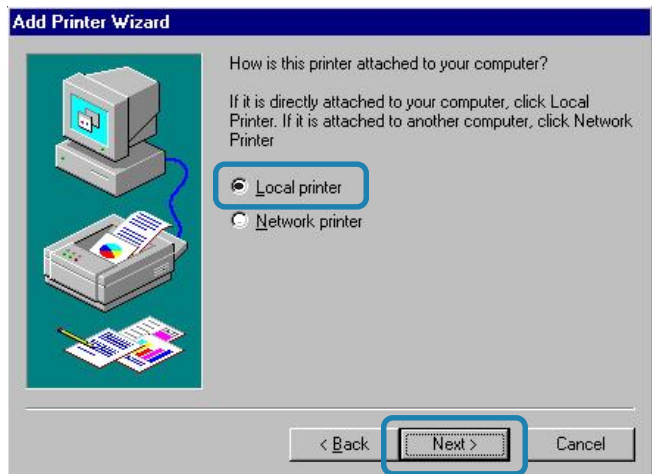 Add Printer Wizard
How is this printer attached to your computer?
If it is directly attached to your computer, click Local
Printer. If it is attached to another computer, click Network
Printer
Local printer
Network printer
< Back
Next >
Cancel